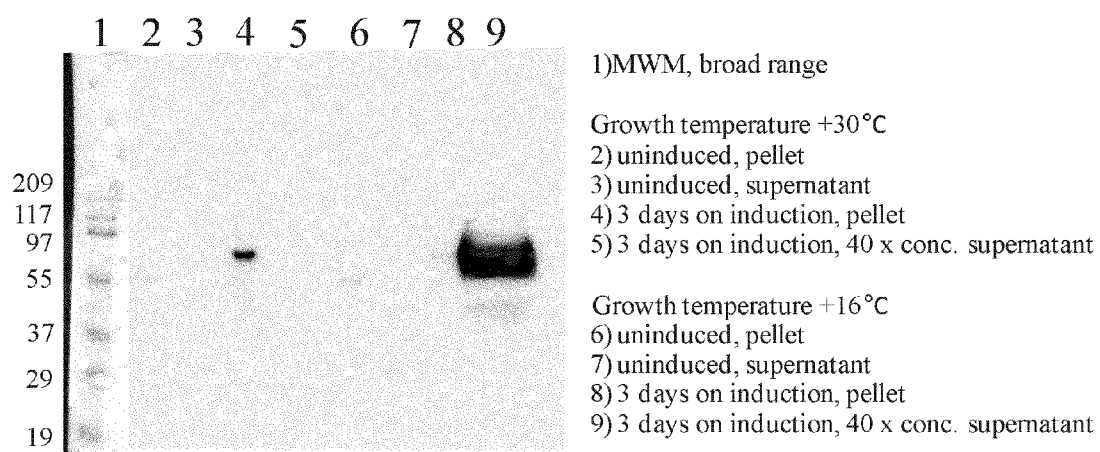 1 2 3 4 5 6 7 8 9
209
117
97
55
37
29
19
1)MWM, broad range
Growth temperature +30°C
2)uninduced, pellet
3)uninduced, supernatant
4)3 days on induction, pellet
5)3 days on induction, 40 x conc. supernatant
Growth temperature +16°C
6)uninduced, pellet
7)uninduced, supernatant
8)3 days on induction, pellet
9)3 days on induction, 40 x conc. supernatant